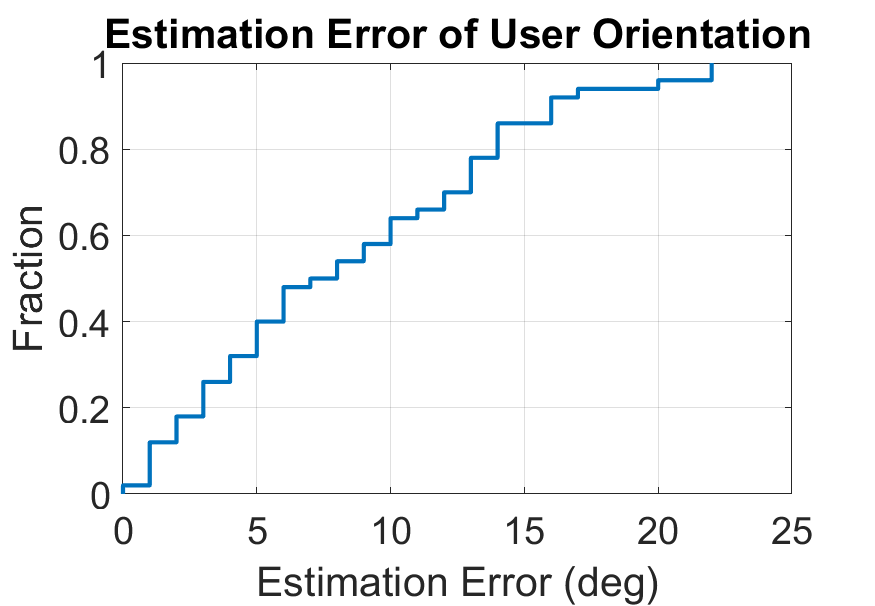 Estimation Error of User Orientation
1
0.8
0.6
0.4
0.2
0
Fraction
0 5 10 15 20 25
Estimation Error (deg)